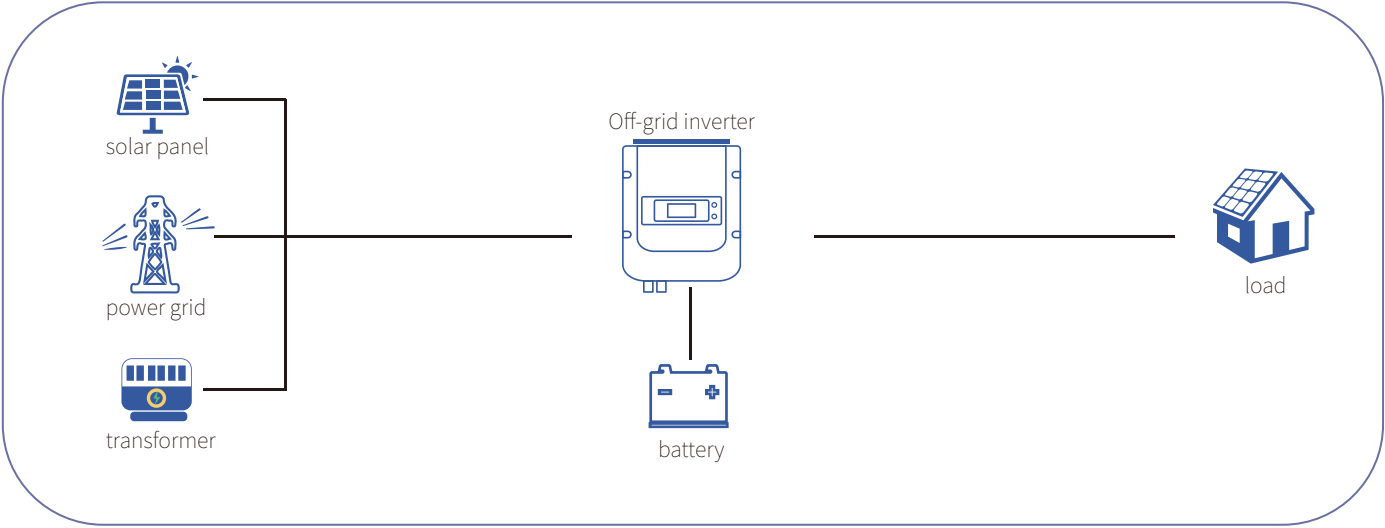 solar panel
power grid
transformer
Off-grid inverter
battery
load